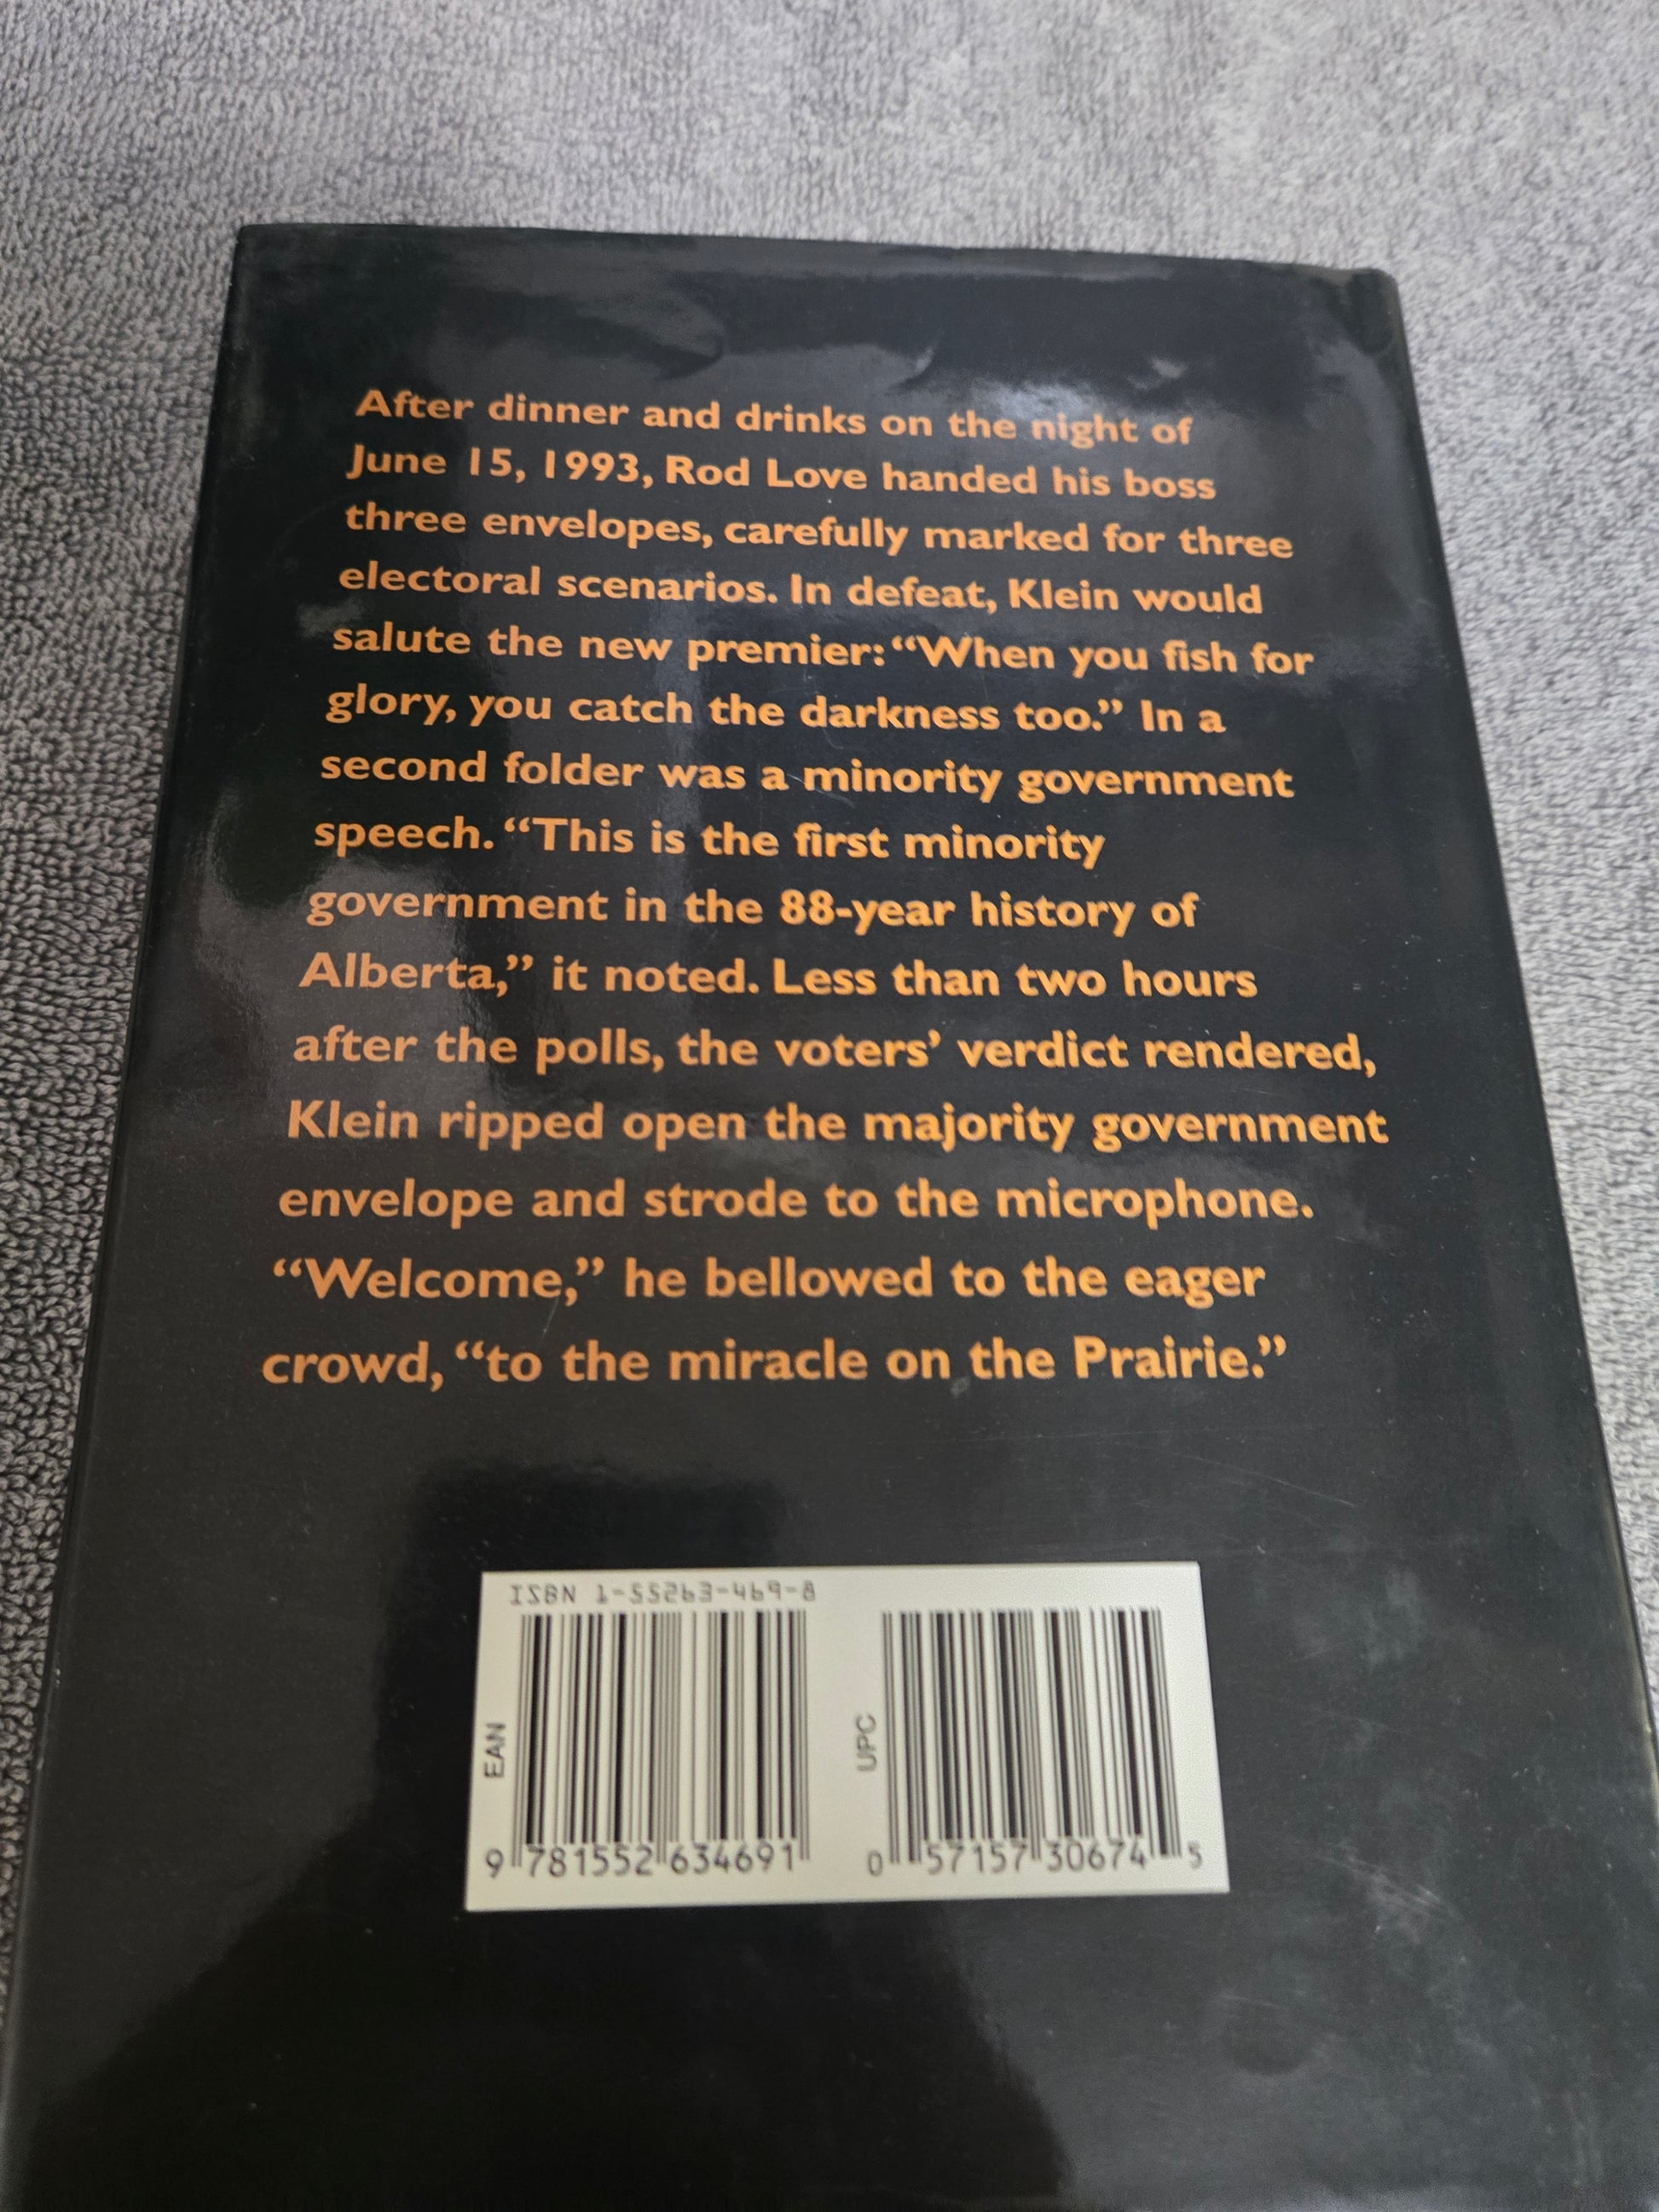 After dinner and drinks on the night of
June 15, 1993, Rod Love handed his boss
three envelopes, carefully marked for three
electoral scenarios. In defeat, Klein would
salute the new premier: “When you fish for
glory, you catch the darkness too.” In a
second folder was a minority government
speech. “This is the first minority
government in the 88-year history of
Alberta,” it noted. Less than two hours
after the polls, the voters’ verdict rendered,
Klein ripped open the majority government
envelope and strode to the microphone.
“Welcome,” he bellowed to the eager
crowd, “to the miracle on the Prairie.”
ISBN 1-55263-469-8
EAN
9 781552 634691
UPC
0 57157 30674 5